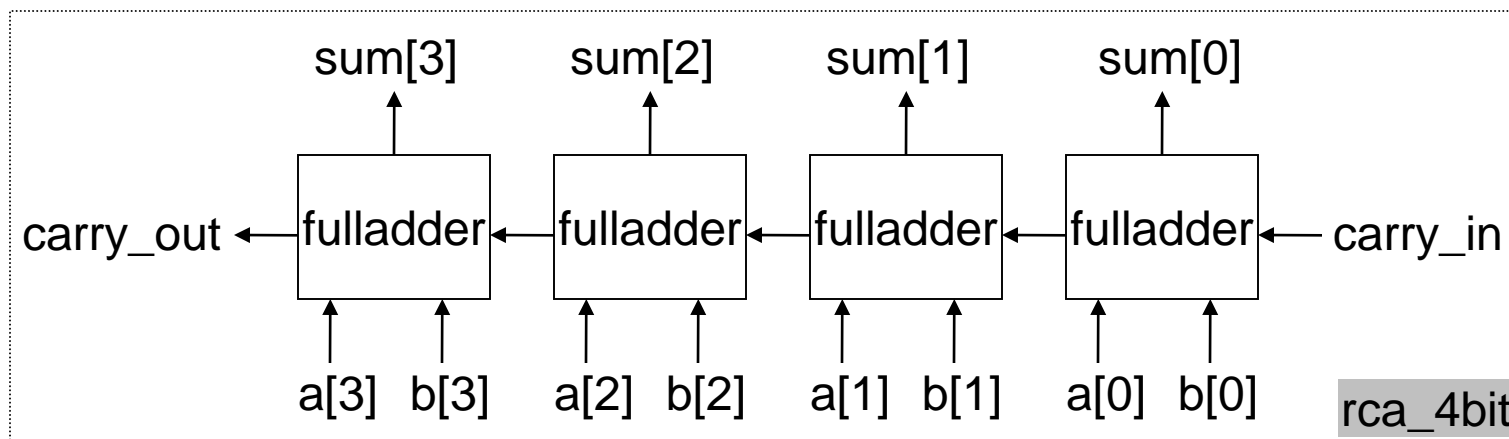 sum[3] sum[2] sum[1] sum[0]
carry_out fulladder fulladder fulladder fulladder carry_in
a[3] b[3] a[2] b[2] a[1] b[1] a[0] b[0]
rca_4bit